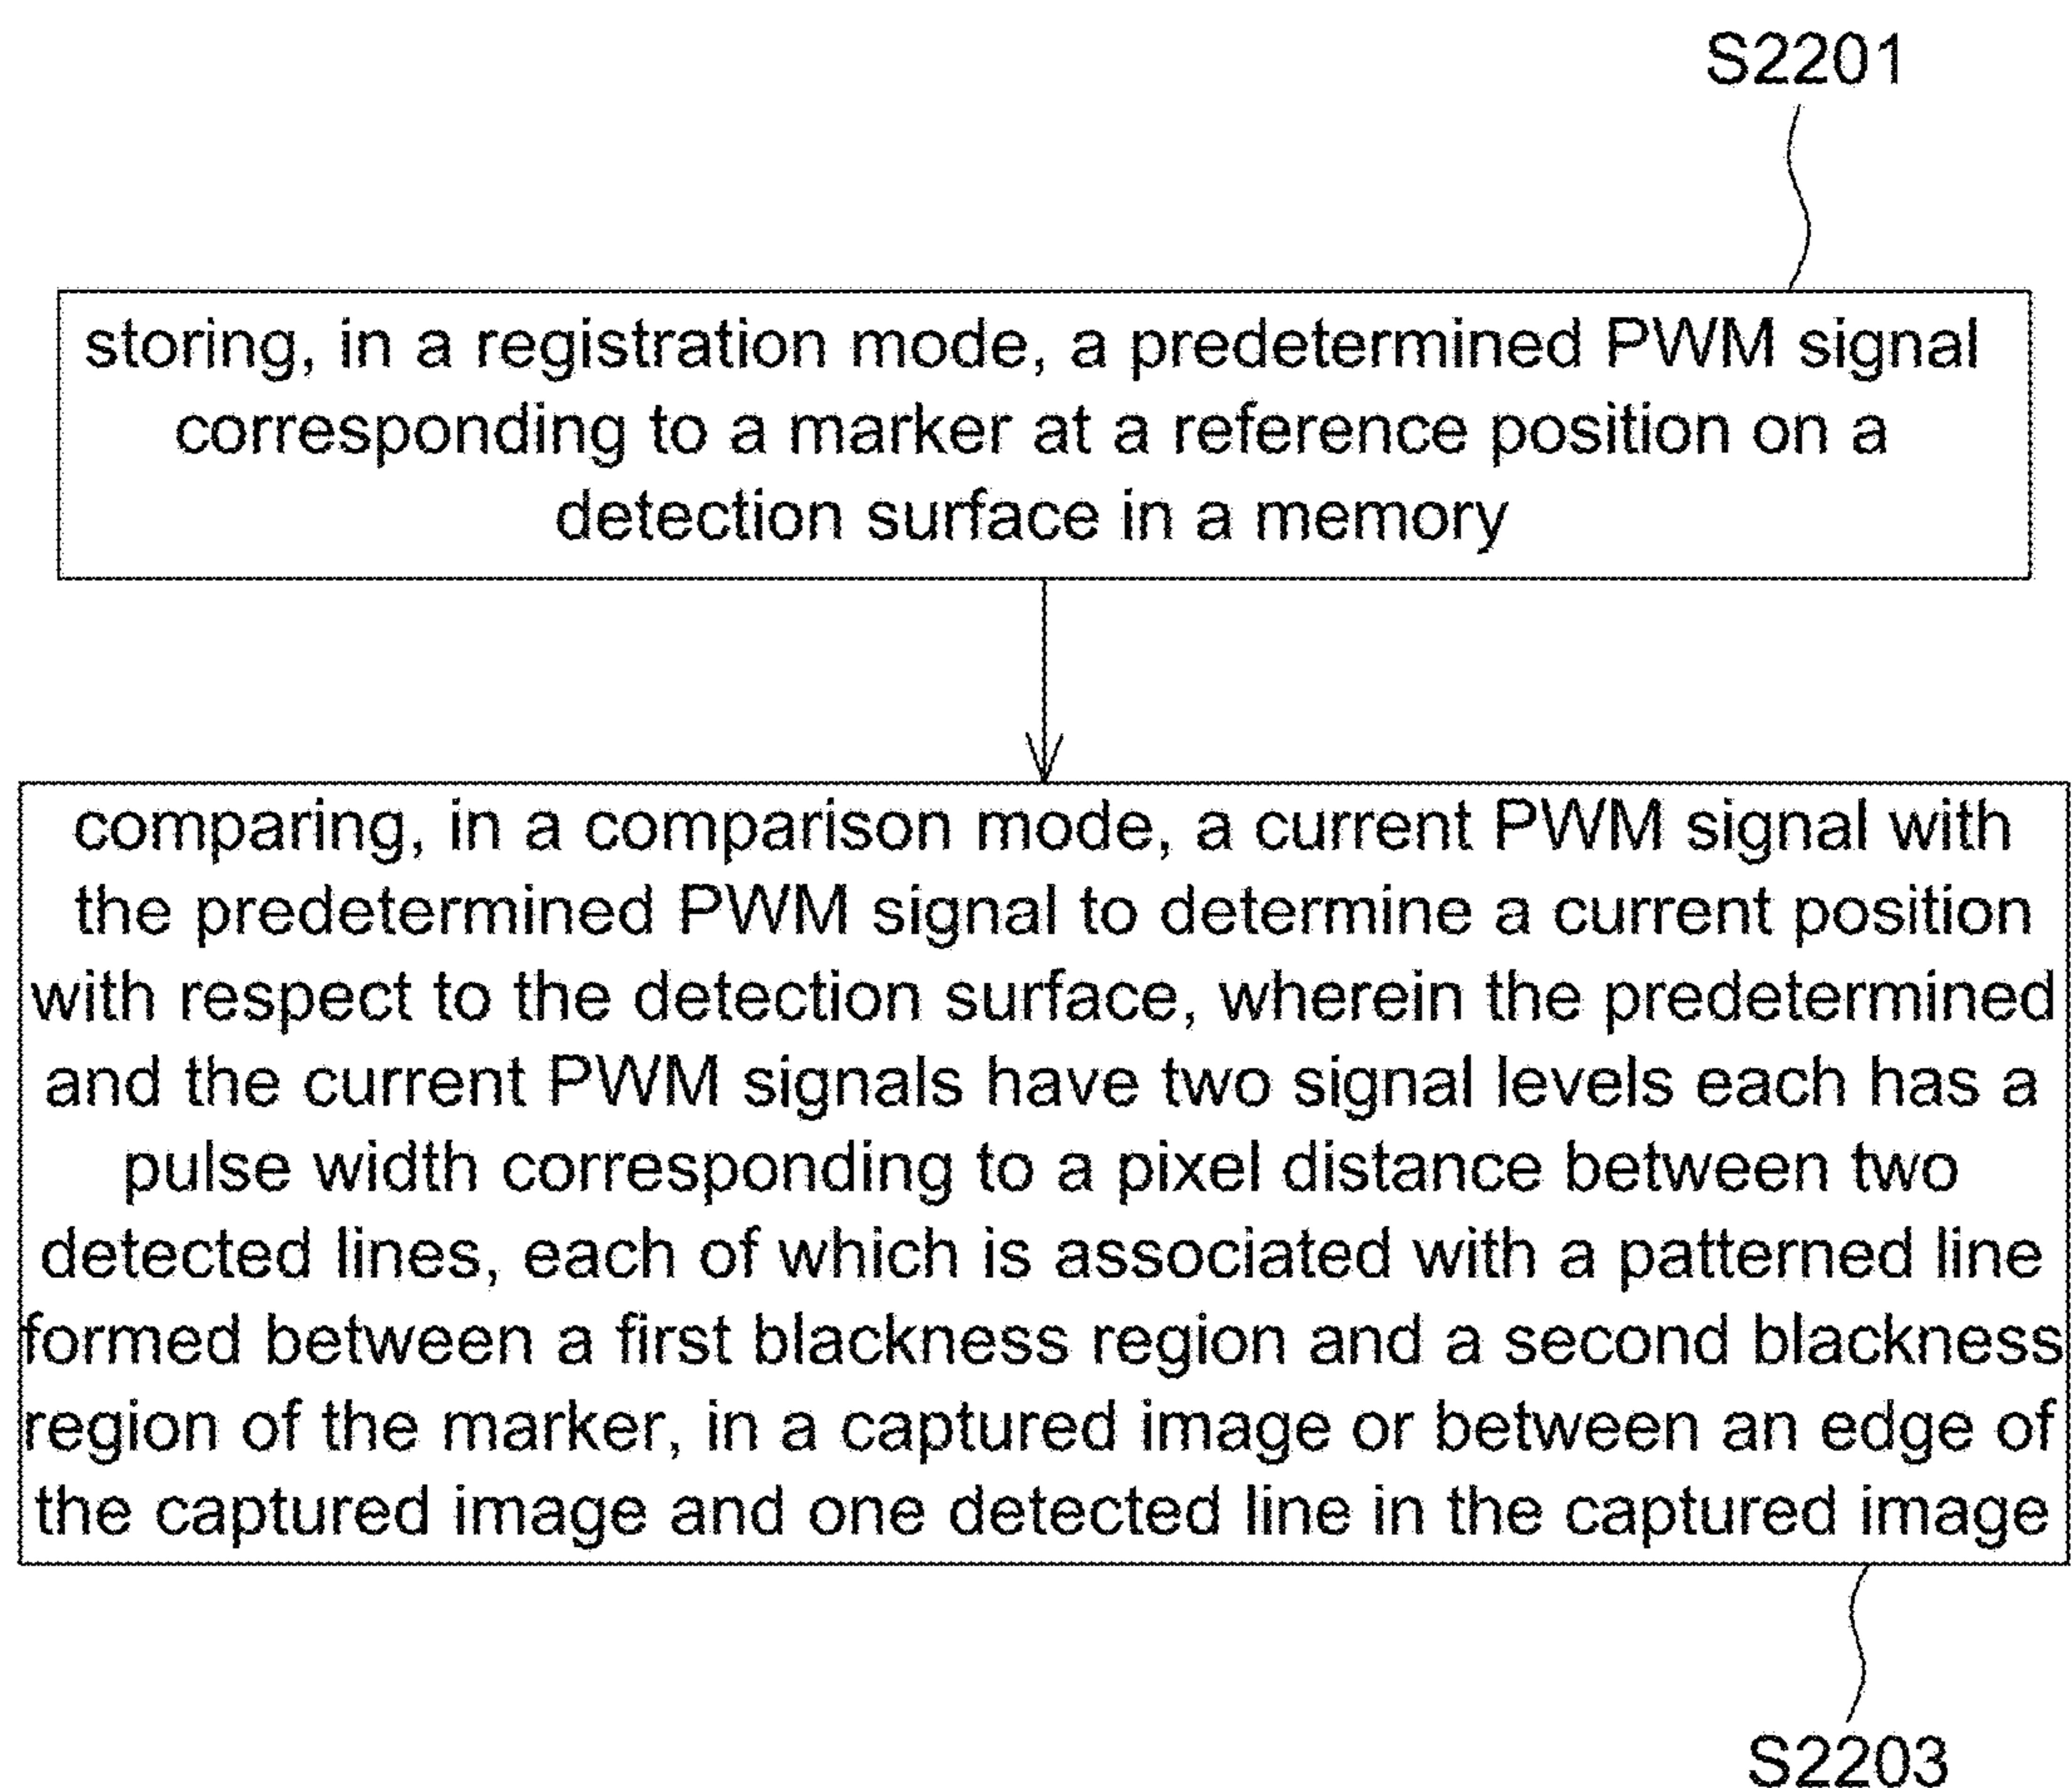 S2201
storing, in a registration mode, a predetermined PWM signal
corresponding to a marker at a reference position on a
detection surface in a memory
comparing, in a comparison mode, a current PWM signal with
the predetermined PWM signal to determine a current position
with respect to the detection surface, wherein the predetermined
and the current PWM signals have two signal levels each has a
pulse width corresponding to a pixel distance between two
detected lines, each of which is associated with a patterned line
formed between a first blackness region and a second blackness
region of the marker, in a captured image or between an edge of
the captured image and one detected line in the captured image
S2203